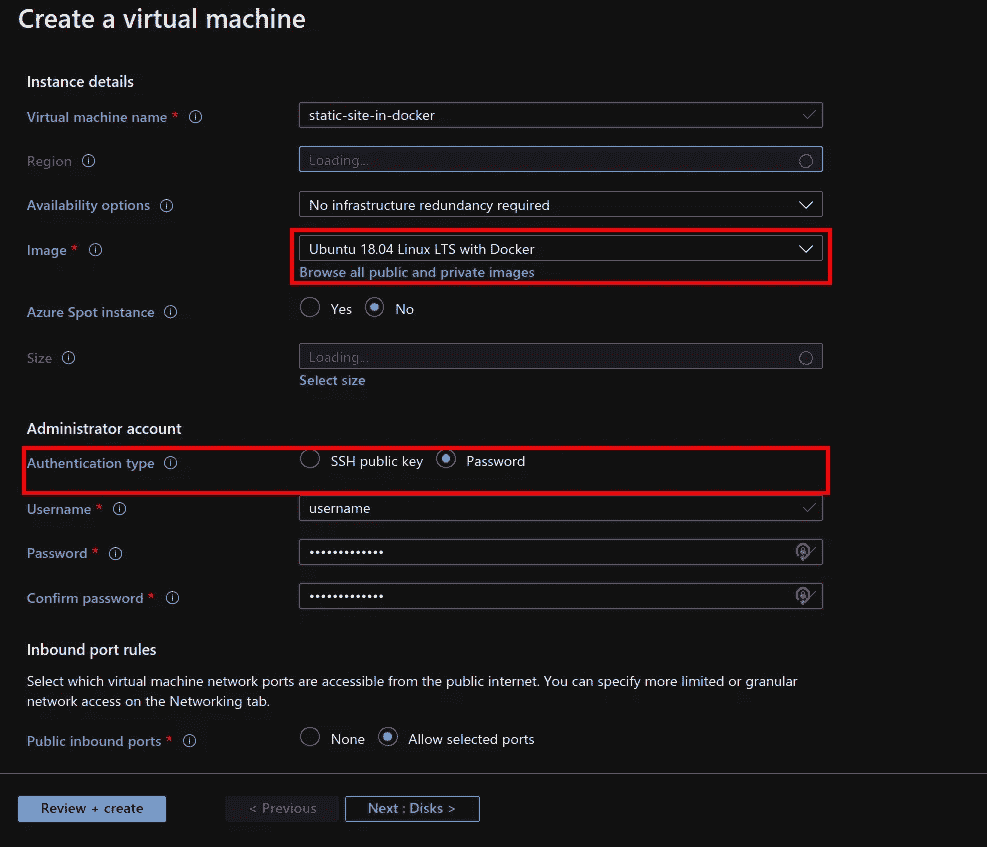 Create a virtual machine
Instance details
Virtual machine name *
static-site-in-docker
Region
Loading...
Availability options
No infrastructure redundancy required
Image *
Ubuntu 18.04 Linux LTS with Docker
Browse all public and private images
Azure Spot instance
Yes No
Size
Loading...
Select size
Administrator account
Authentication type
SSH public key Password
Username *
username
Password *
•••••••••••••
Confirm password *
•••••••••••••
Inbound port rules
Select which virtual machine network ports are accessible from the public internet. You can specify more limited or granular
network access on the Networking tab.
Public inbound ports *
None Allow selected ports
Review + create
< Previous
Next : Disks >